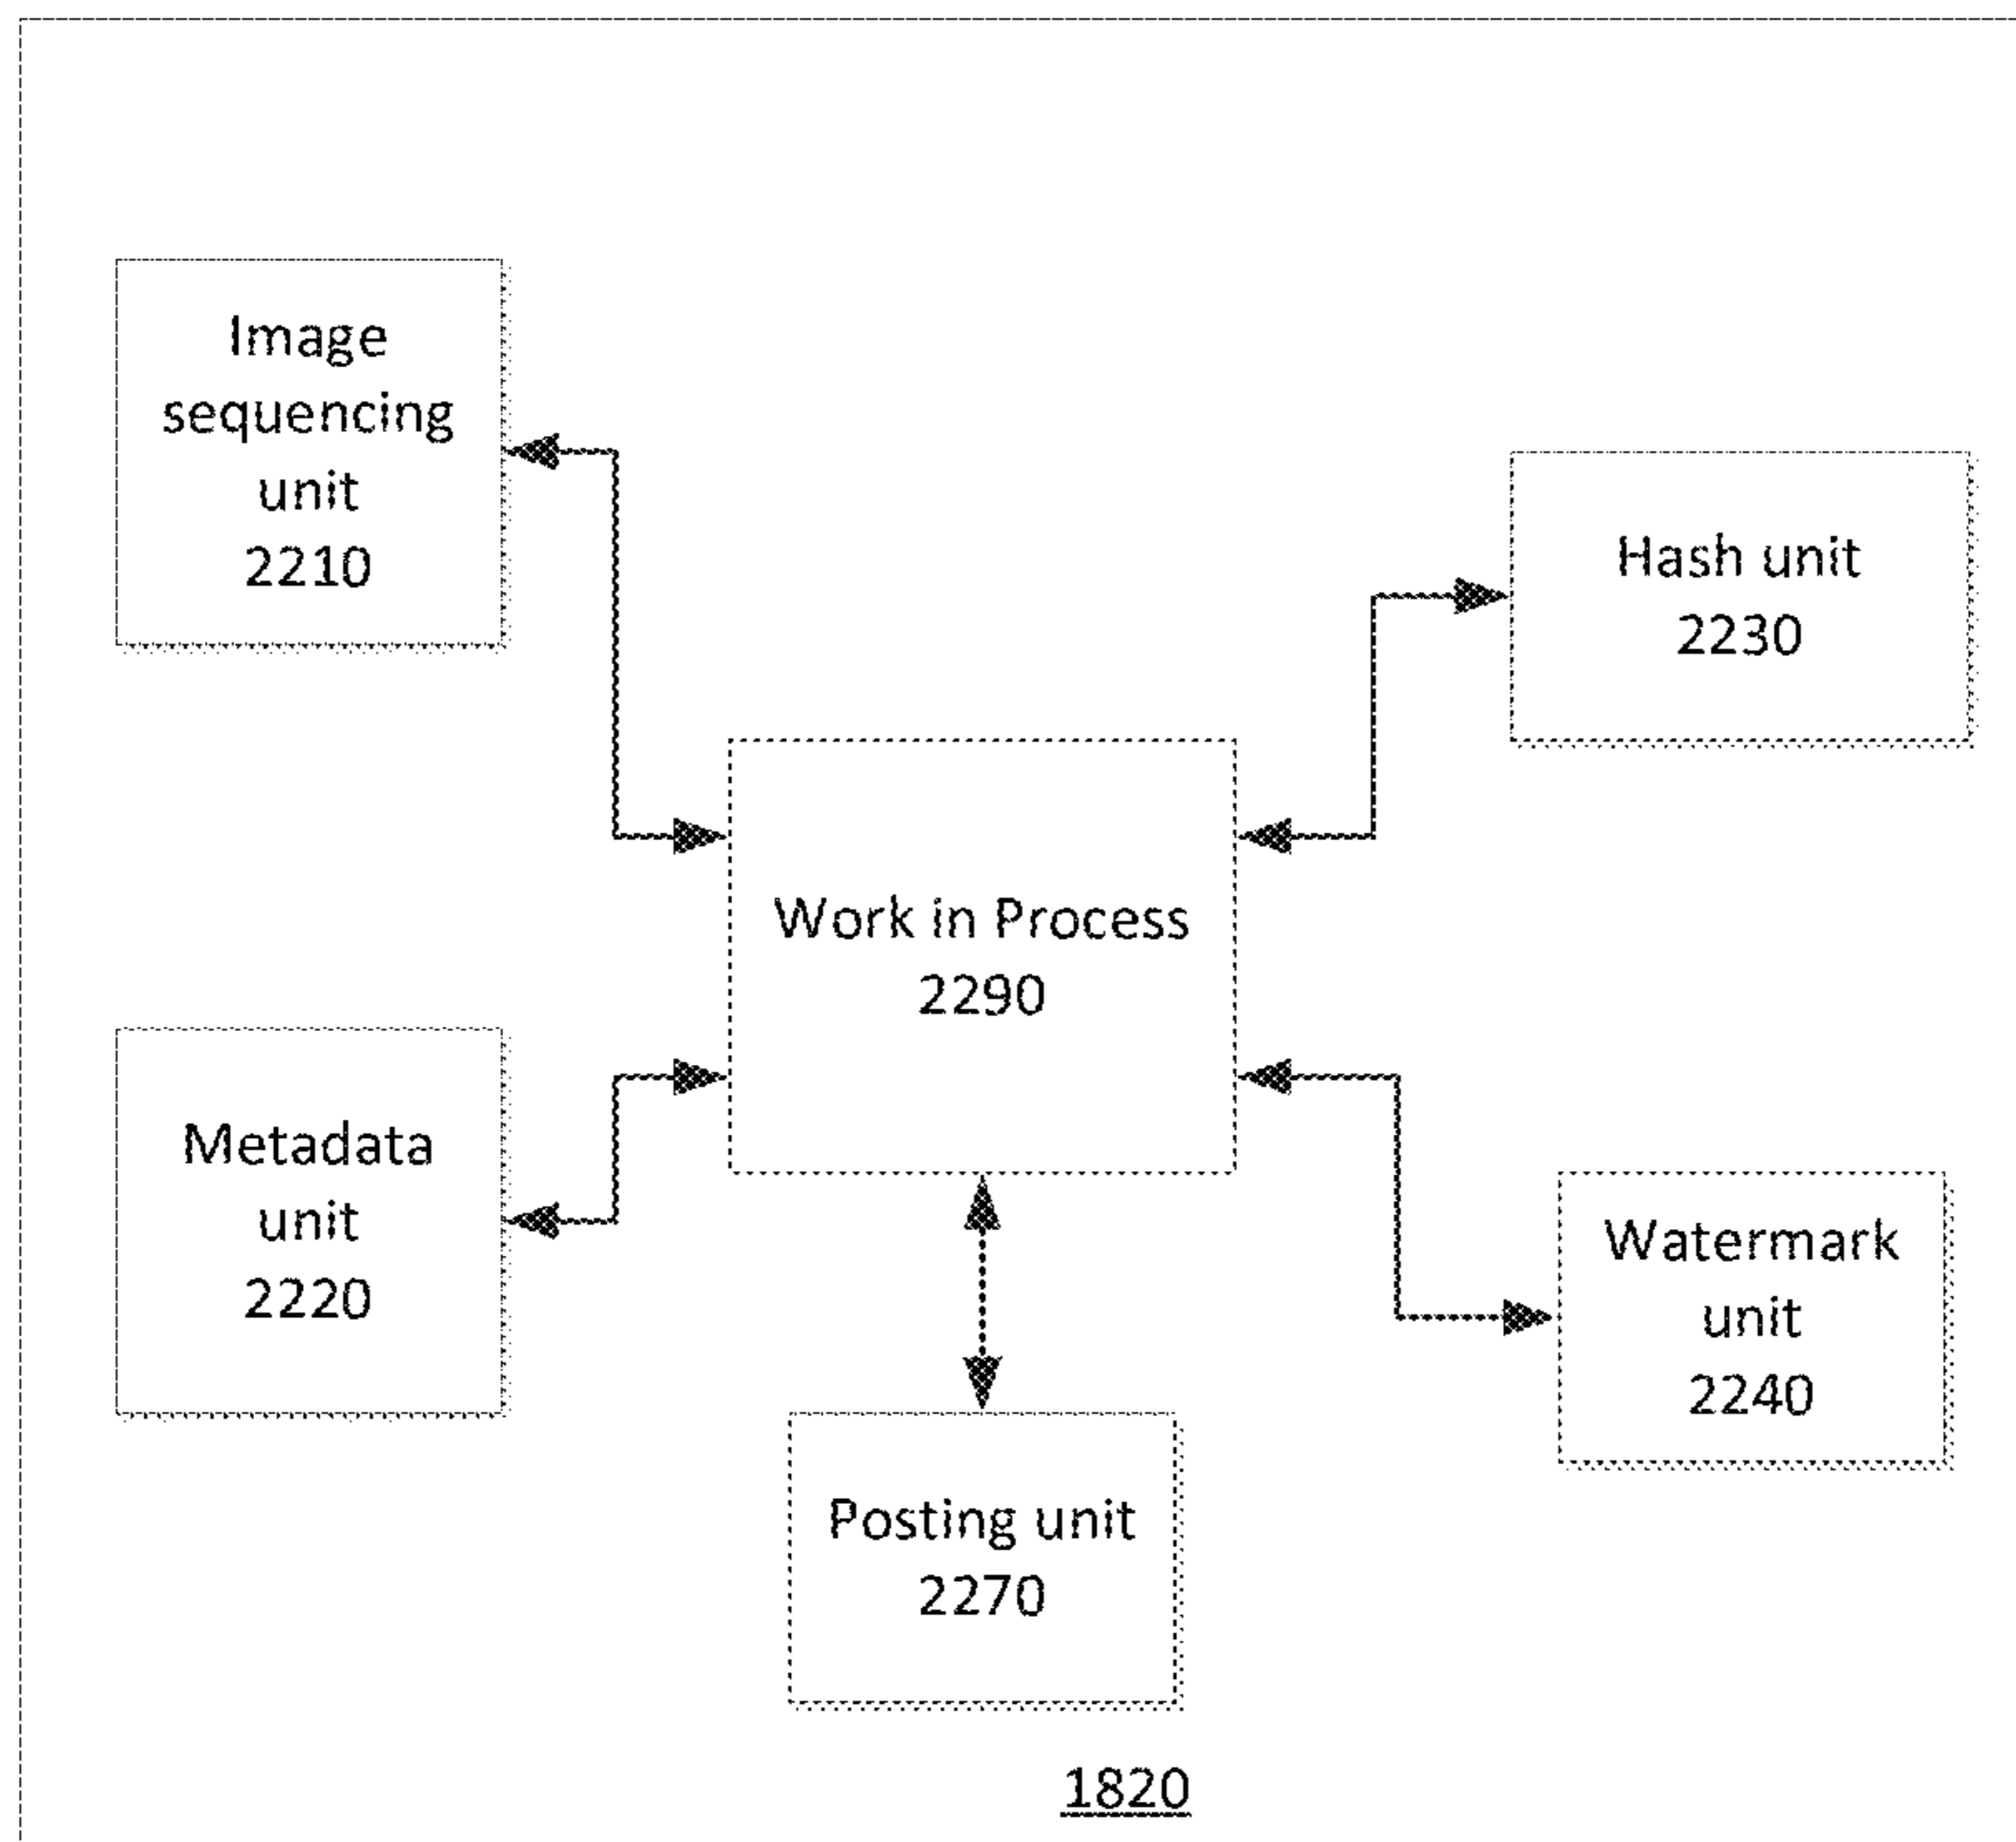 Image
sequencing
unit
2210
Hash unit
2230
Work in Process
2290
Metadata
unit
2220
Watermark
unit
2240
Posting unit
2270
1820